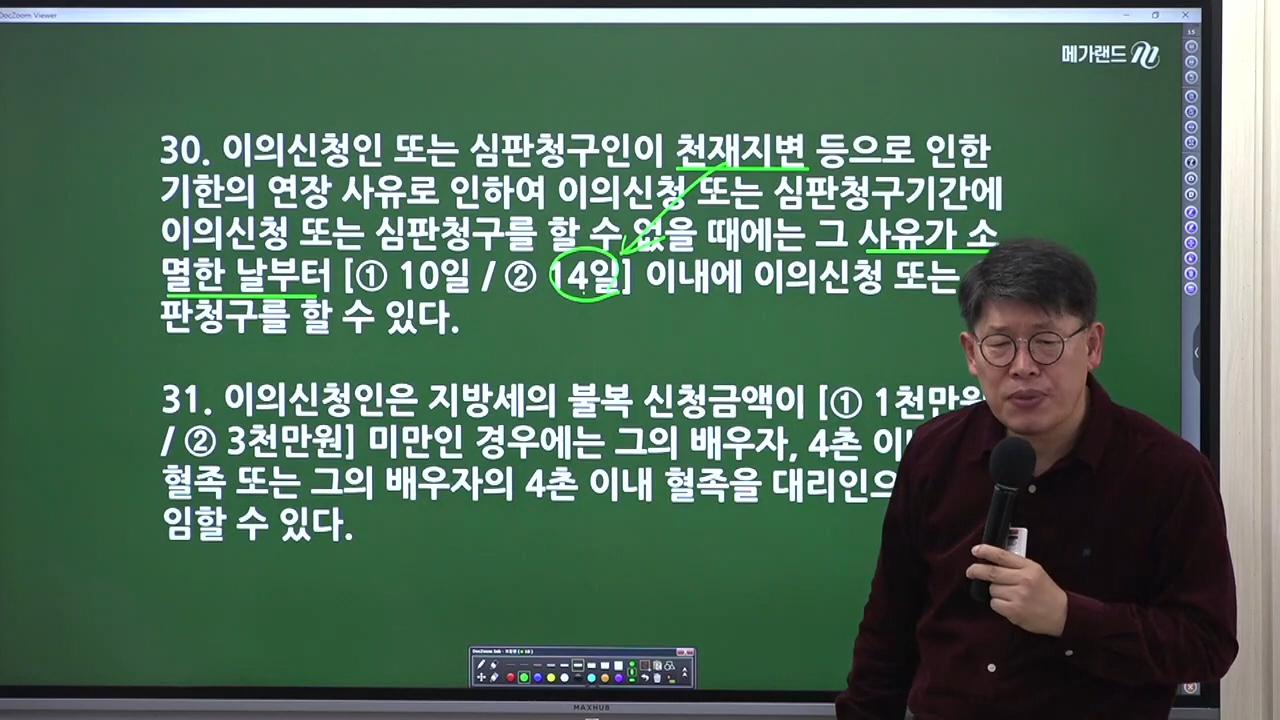 DocZoom Viewer
메가랜드
30. 이의신청인 또는 심판청구인이 천재지변 등으로 인한
기한의 연장 사유로 인하여 이의신청 또는 심판청구기간에
이의신청 또는 심판청구를 할 수 없을 때에는 그 사유가 소
멸한 날부터 [① 10일 / ② 14일] 이내에 이의신청 또는
판청구를 할 수 있다.
31. 이의신청인은 지방세의 불복 신청금액이 [① 1천만원
/ ② 3천만원] 미만인 경우에는 그의 배우자, 4촌 이내
혈족 또는 그의 배우자의 4촌 이내 혈족을 대리인으
임할 수 있다.
MAXHUB